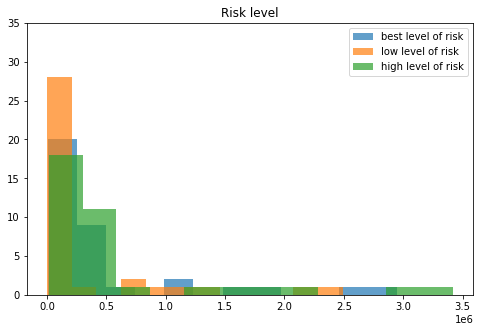 Risk level
best level of risk
low level of risk
high level of risk
35
30
25
20
15
10
5
0
0.0 0.5 1.0 1.5 2.0 2.5 3.0 3.5
1e6